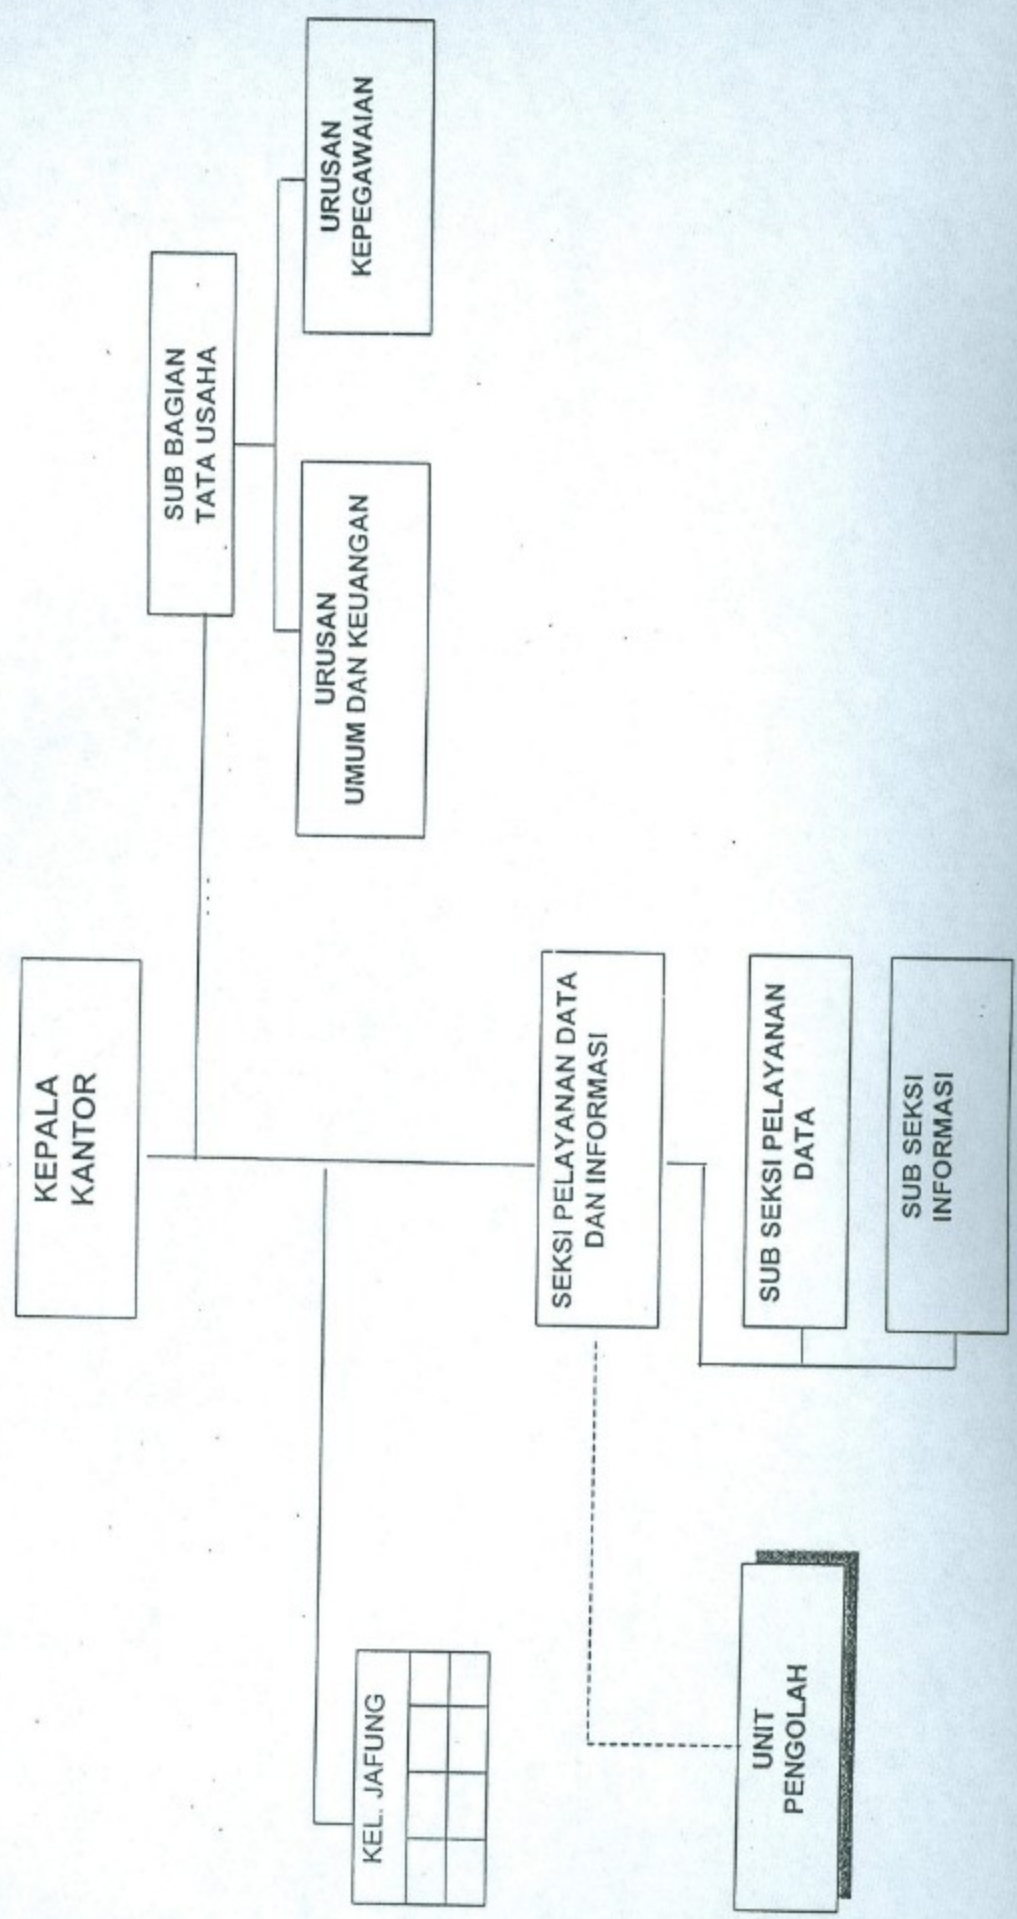 KEPALA
KANTOR
SUB BAGIAN
TATA USAHA
URUSAN
UMUM DAN KEUANGAN
URUSAN
KEPEGAWAIAN
KEL. JAFUNG
SEKSI PELAYANAN DATA
DAN INFORMASI
UNIT
PENGOLAH
SUB SEKSI PELAYANAN
DATA
SUB SEKSI
INFORMASI